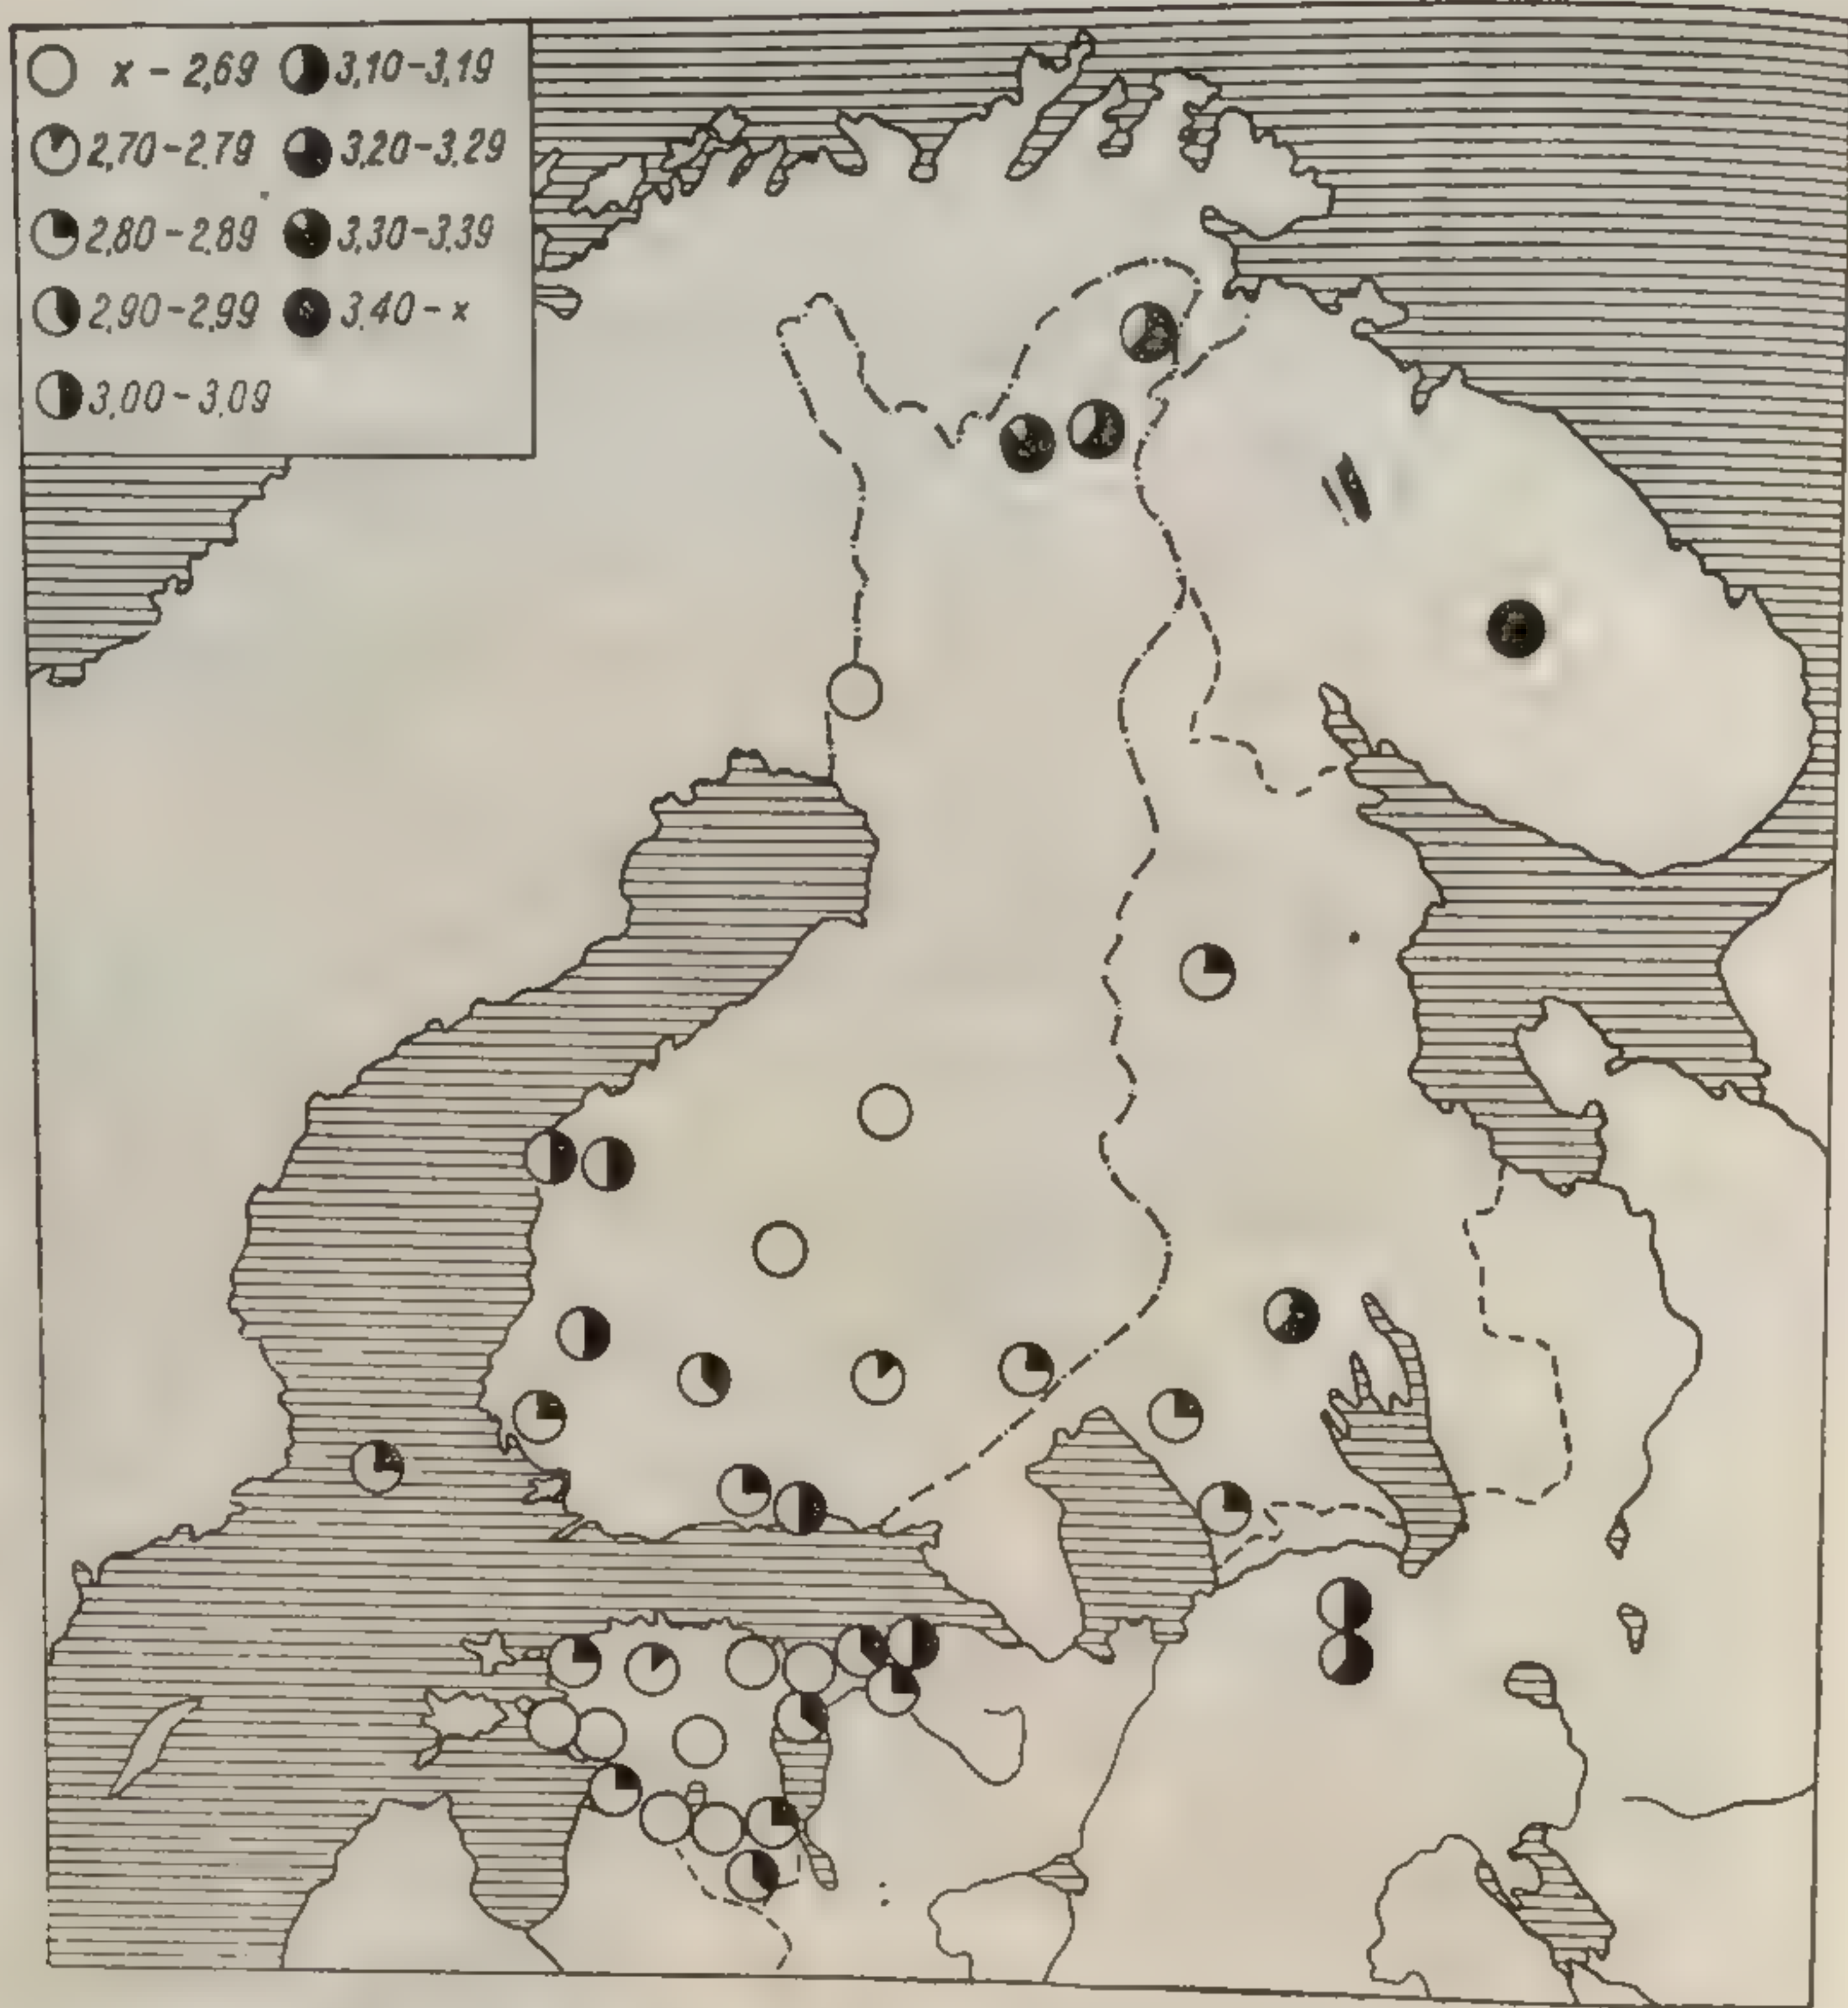 x – 2,69 3,10–3,19
2,70–2,79 3,20–3,29
2,80–2,89 3,30–3,39
2,90–2,99 3,40 – x
3,00–3,09